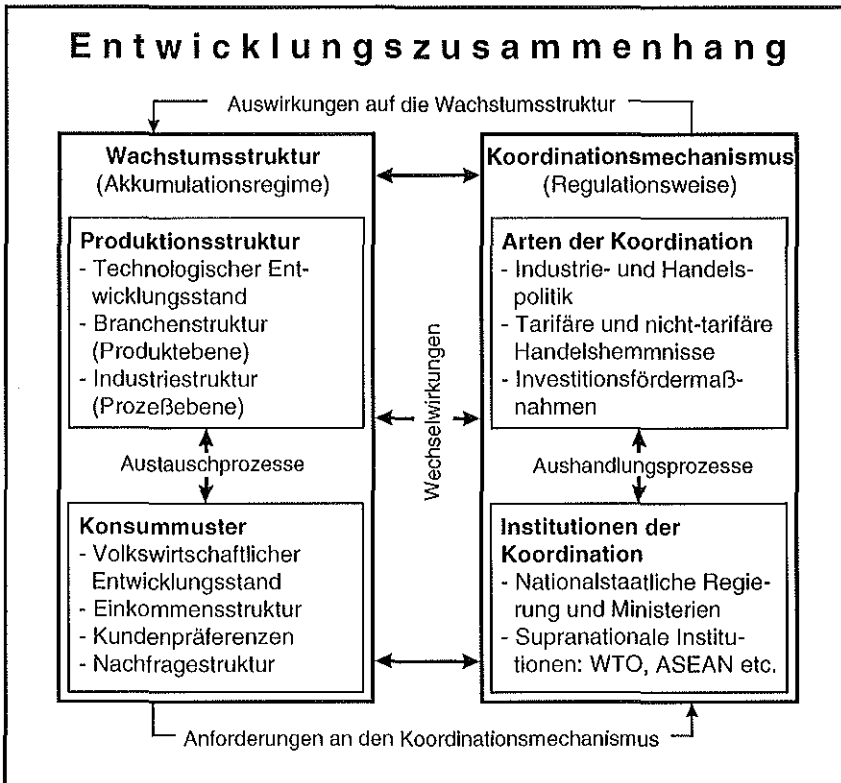 Entwicklungszusammenhang
Auswirkungen auf die Wachstumsstruktur
Wachstumsstruktur
(Akkumulationsregime)
Produktionsstruktur
- Technologischer Ent-
wicklungsstand
- Branchenstruktur
(Produktebene)
- Industriestruktur
(Prozeßebene)
Austauschprozesse
Konsummuster
- Volkswirtschaftlicher
Entwicklungsstand
- Einkommensstruktur
- Kundenpräferenzen
- Nachfragestruktur
Wechselwirkungen
Koordinationsmechanismus
(Regulationsweise)
Arten der Koordination
- Industrie- und Handels-
politik
- Tarifäre und nicht-tarifäre
Handelshemmnisse
- Investitionsfördermaß-
nahmen
Aushandlungsprozesse
Institutionen der
Koordination
- Nationalstaatliche Regie-
rung und Ministerien
- Supranationale Institu-
tionen: WTO, ASEAN etc.
Anforderungen an den Koordinationsmechanismus